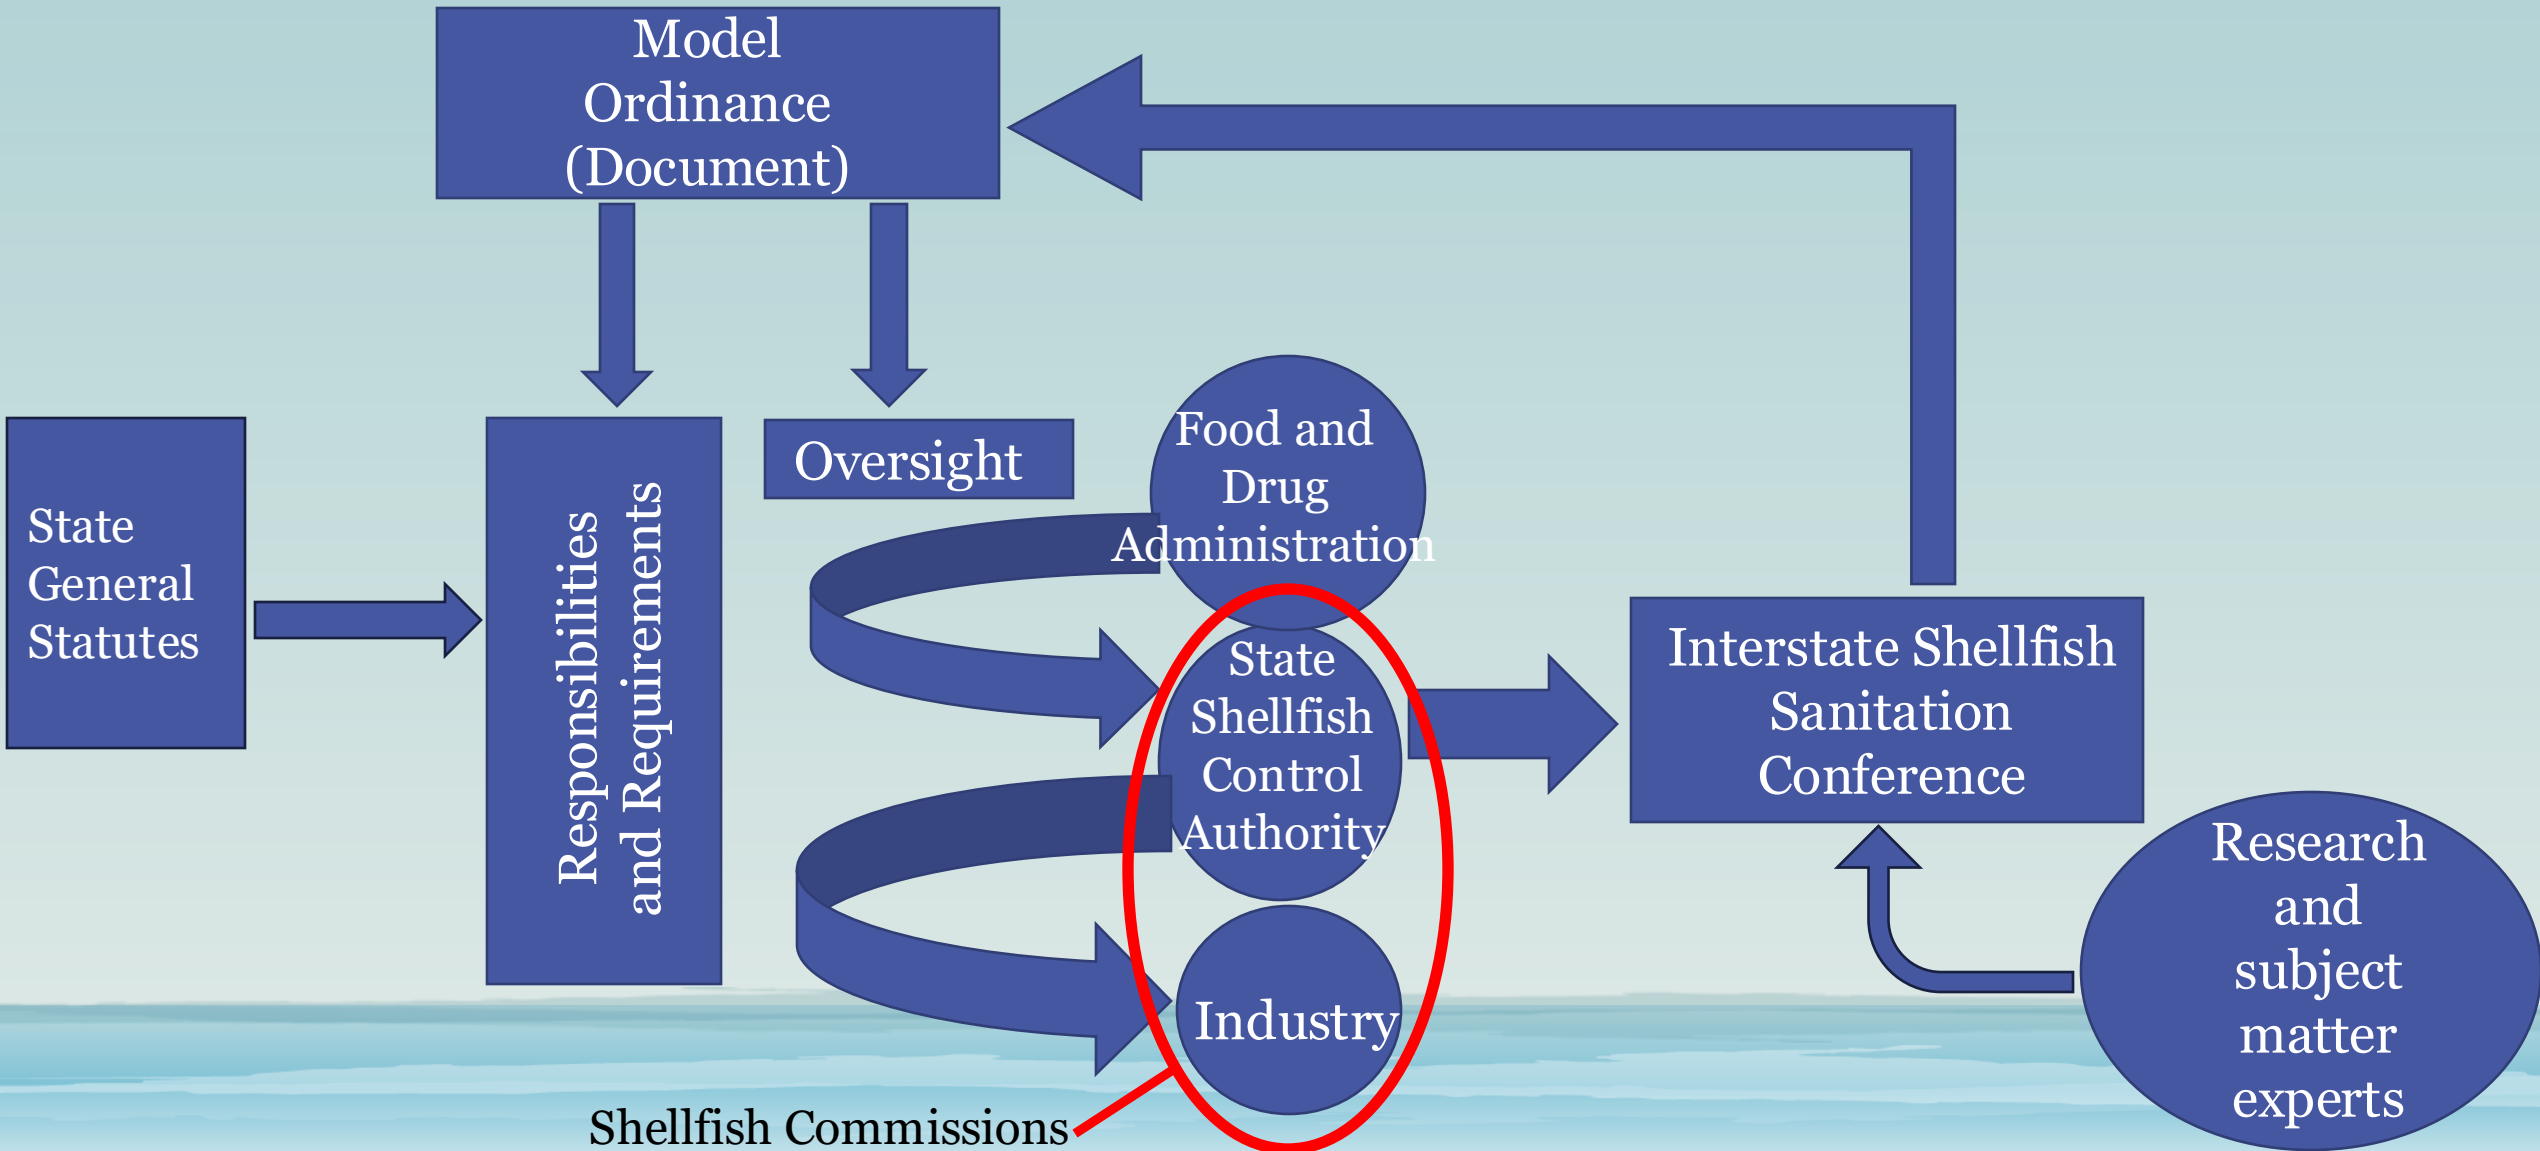 Model
Ordinance
(Document)
State
General
Statutes
Responsibilities
and Requirements
Oversight
Food and
Drug
Administration
State
Shellfish
Control
Authority
Industry
Shellfish Commissions
Interstate Shellfish
Sanitation
Conference
Research
and
subject
matter
experts